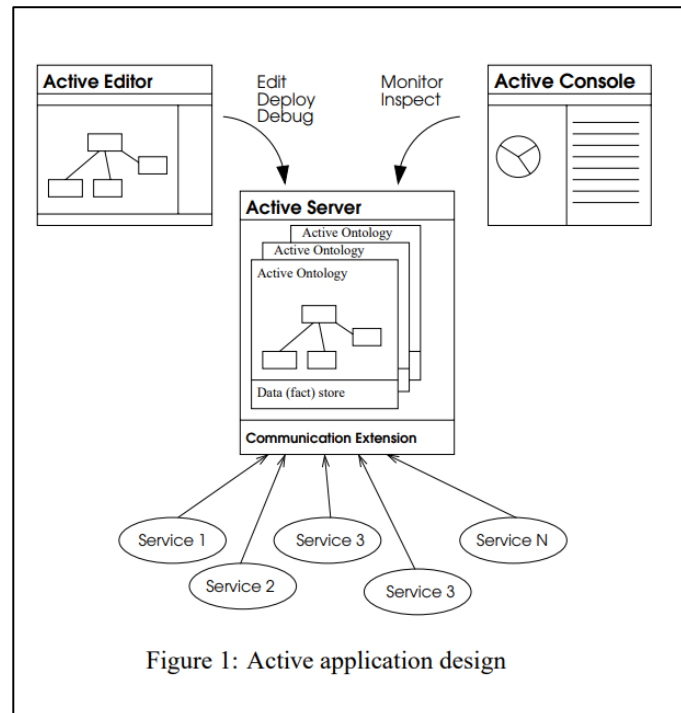 Active Editor
Edit
Deploy
Debug
Monitor
Inspect
Active Console
Active Server
Active Ontology
Active Ontology
Active Ontology
Data (fact) store
Communication Extension
Service 1
Service 3
Service N
Service 2
Service 3
Figure 1: Active application design